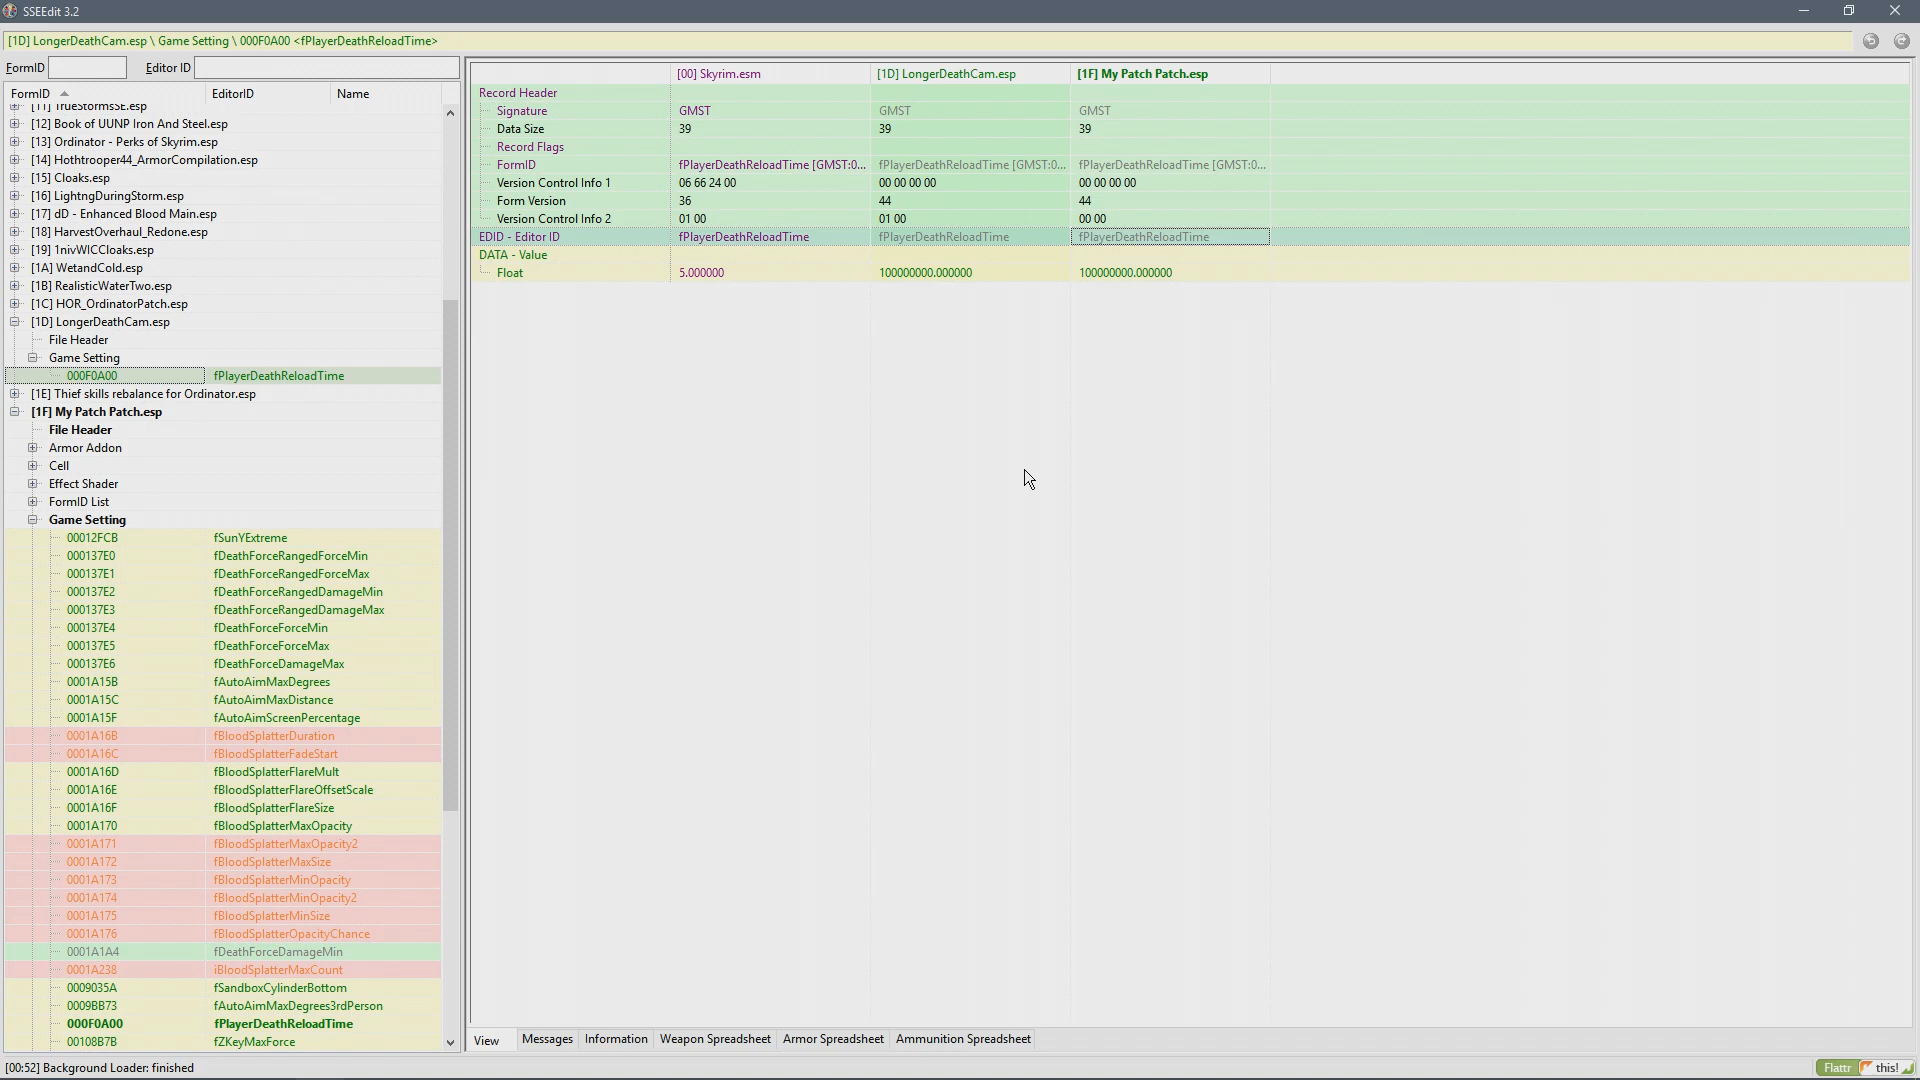 SSEEdit 3.2
[1D] LongerDeathCam.esp \ Game Setting \ 000F0A00 <fPlayerDeathReloadTime>
FormID Editor ID
FormID EditorID Name
[11] TrueStormsSE.esp
[12] Book of UUNP Iron And Steel.esp
[13] Ordinator - Perks of Skyrim.esp
[14] Hothtrooper44_ArmorCompilation.esp
[15] Cloaks.esp
[16] LightngDuringStorm.esp
[17] dD - Enhanced Blood Main.esp
[18] HarvestOverhaul_Redone.esp
[19] 1nivWICCloaks.esp
[1A] WetandCold.esp
[1B] RealisticWaterTwo.esp
[1C] HOR_OrdinatorPatch.esp
[1D] LongerDeathCam.esp
File Header
Game Setting
000F0A00 fPlayerDeathReloadTime
[1E] Thief skills rebalance for Ordinator.esp
[1F] My Patch Patch.esp
File Header
Armor Addon
Cell
Effect Shader
FormID List
Game Setting
00012FCB fSunYExtreme
000137E0 fDeathForceRangedForceMin
000137E1 fDeathForceRangedForceMax
000137E2 fDeathForceRangedDamageMin
000137E3 fDeathForceRangedDamageMax
000137E4 fDeathForceForceMin
000137E5 fDeathForceForceMax
000137E6 fDeathForceDamageMax
0001A15B fAutoAimMaxDegrees
0001A15C fAutoAimMaxDistance
0001A15F fAutoAimScreenPercentage
0001A16B fBloodSplatterDuration
0001A16C fBloodSplatterFadeStart
0001A16D fBloodSplatterFlareMult
0001A16E fBloodSplatterFlareOffsetScale
0001A16F fBloodSplatterFlareSize
0001A170 fBloodSplatterMaxOpacity
0001A171 fBloodSplatterMaxOpacity2
0001A172 fBloodSplatterMaxSize
0001A173 fBloodSplatterMinOpacity
0001A174 fBloodSplatterMinOpacity2
0001A175 fBloodSplatterMinSize
0001A176 fBloodSplatterOpacityChance
0001A1A4 fDeathForceDamageMin
0001A238 iBloodSplatterMaxCount
0009035A fSandboxCylinderBottom
0009BB73 fAutoAimMaxDegrees3rdPerson
000F0A00 fPlayerDeathReloadTime
00108B7B fZKeyMaxForce
[00] Skyrim.esm [1D] LongerDeathCam.esp [1F] My Patch Patch.esp
Record Header
Signature GMST GMST GMST
Data Size 39 39 39
Record Flags
FormID fPlayerDeathReloadTime [GMST:0... fPlayerDeathReloadTime [GMST:0... fPlayerDeathReloadTime [GMST:0...
Version Control Info 1 06 66 24 00 00 00 00 00 00 00 00 00
Form Version 36 44 44
Version Control Info 2 01 00 01 00 00 00
EDID - Editor ID fPlayerDeathReloadTime fPlayerDeathReloadTime fPlayerDeathReloadTime
DATA - Value
Float 5.000000 100000000.000000 100000000.000000
View Messages Information Weapon Spreadsheet Armor Spreadsheet Ammunition Spreadsheet
[00:52] Background Loader: finished
Flattr this!